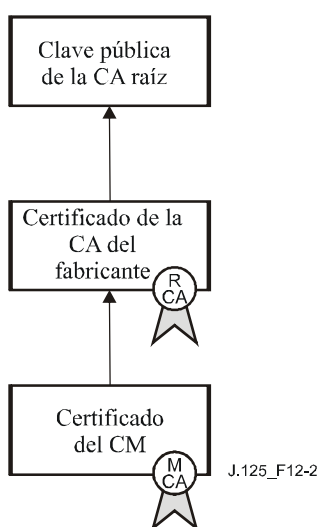 Clave pública
de la CA raíz
Certificado de la
CA del
fabricante
R
CA
Certificado
del CM
M
CA
J.125_F12-2